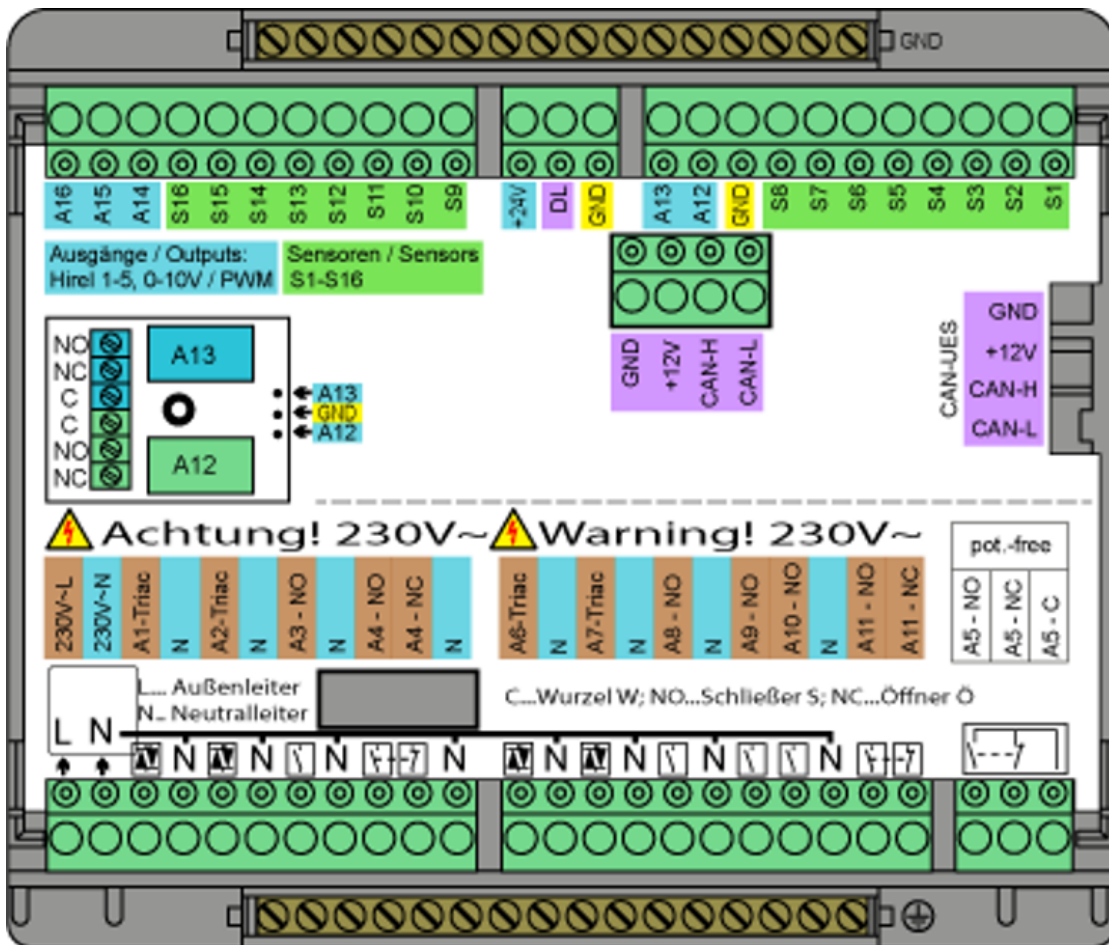 GND
A16 A15 A14 S16 S15 S14 S13 S12 S11 S10 S9 +24V DL GND A13 A12 GND S8 S7 S6 S5 S4 S3 S2 S1
Ausgänge / Outputs:
Hirel 1-5, 0-10V / PWM
Sensoren / Sensors
S1-S16
GND +12V CAN-H CAN-L
CAN-UES
GND
+12V
CAN-H
CAN-L
NO
NC
C
C
NO
NC
A13
A12
A13
GND
A12
Achtung! 230V~
Warning! 230V~
pot.-free
230V~L 230V~N A1-Triac N A2-Triac N A3 - NO N A4 - NO A4 - NC N A6-Triac N A7-Triac N A8 - NO N A9 - NO A10 - NO N A11 - NO A11 - NC A5 - NO A5 - NC A5 - C
L... Außenleiter
N.. Neutralleiter
C...Wurzel W; NO...Schließer S; NC...Öffner Ö
L N N N N N N N N N